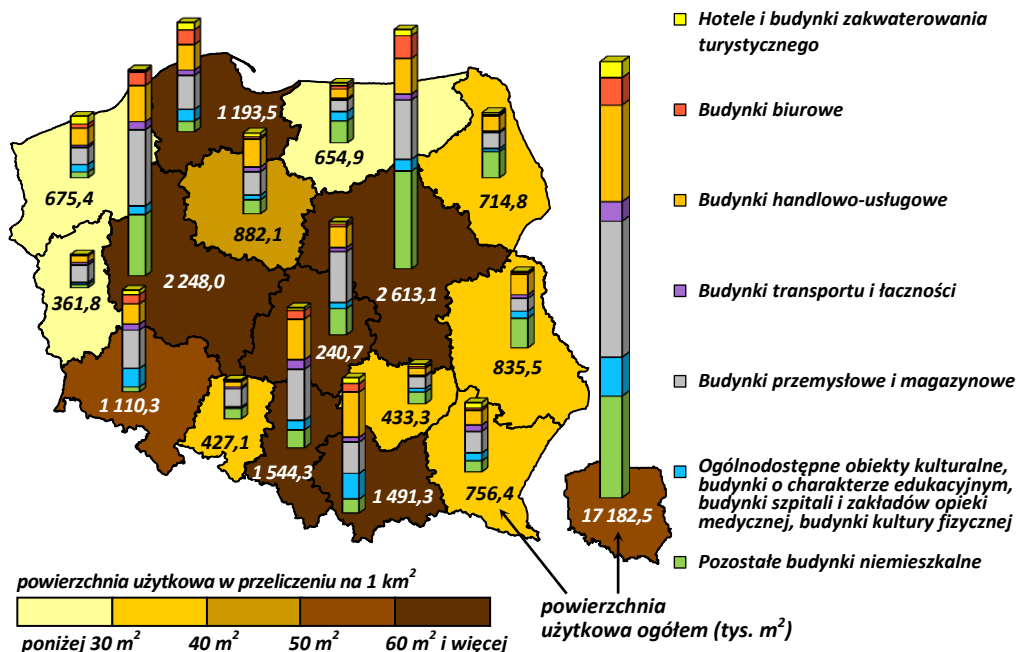 Hotele i budynki zakwaterowania
turystycznego
Budynki biurowe
Budynki handlowo-usługowe
Budynki transportu i łaczności
Budynki przemysłowe i magazynowe
Ogólnodostępne obiekty kulturalne,
budynki o charakterze edukacyjnym,
budynki szpitali i zakładów opieki
medycznej, budynki kultury fizycznej
Pozostałe budynki niemieszkalne
1 193,5
654,9
675,4
714,8
882,1
2 248,0
2 613,1
361,8
240,7
835,5
1 110,3
427,1
433,3
1 544,3
1 491,3
756,4
17 182,5
powierzchnia użytkowa w przeliczeniu na 1 km²
poniżej 30 m² 40 m² 50 m² 60 m² i więcej
powierzchnia
użytkowa ogółem (tys. m²)